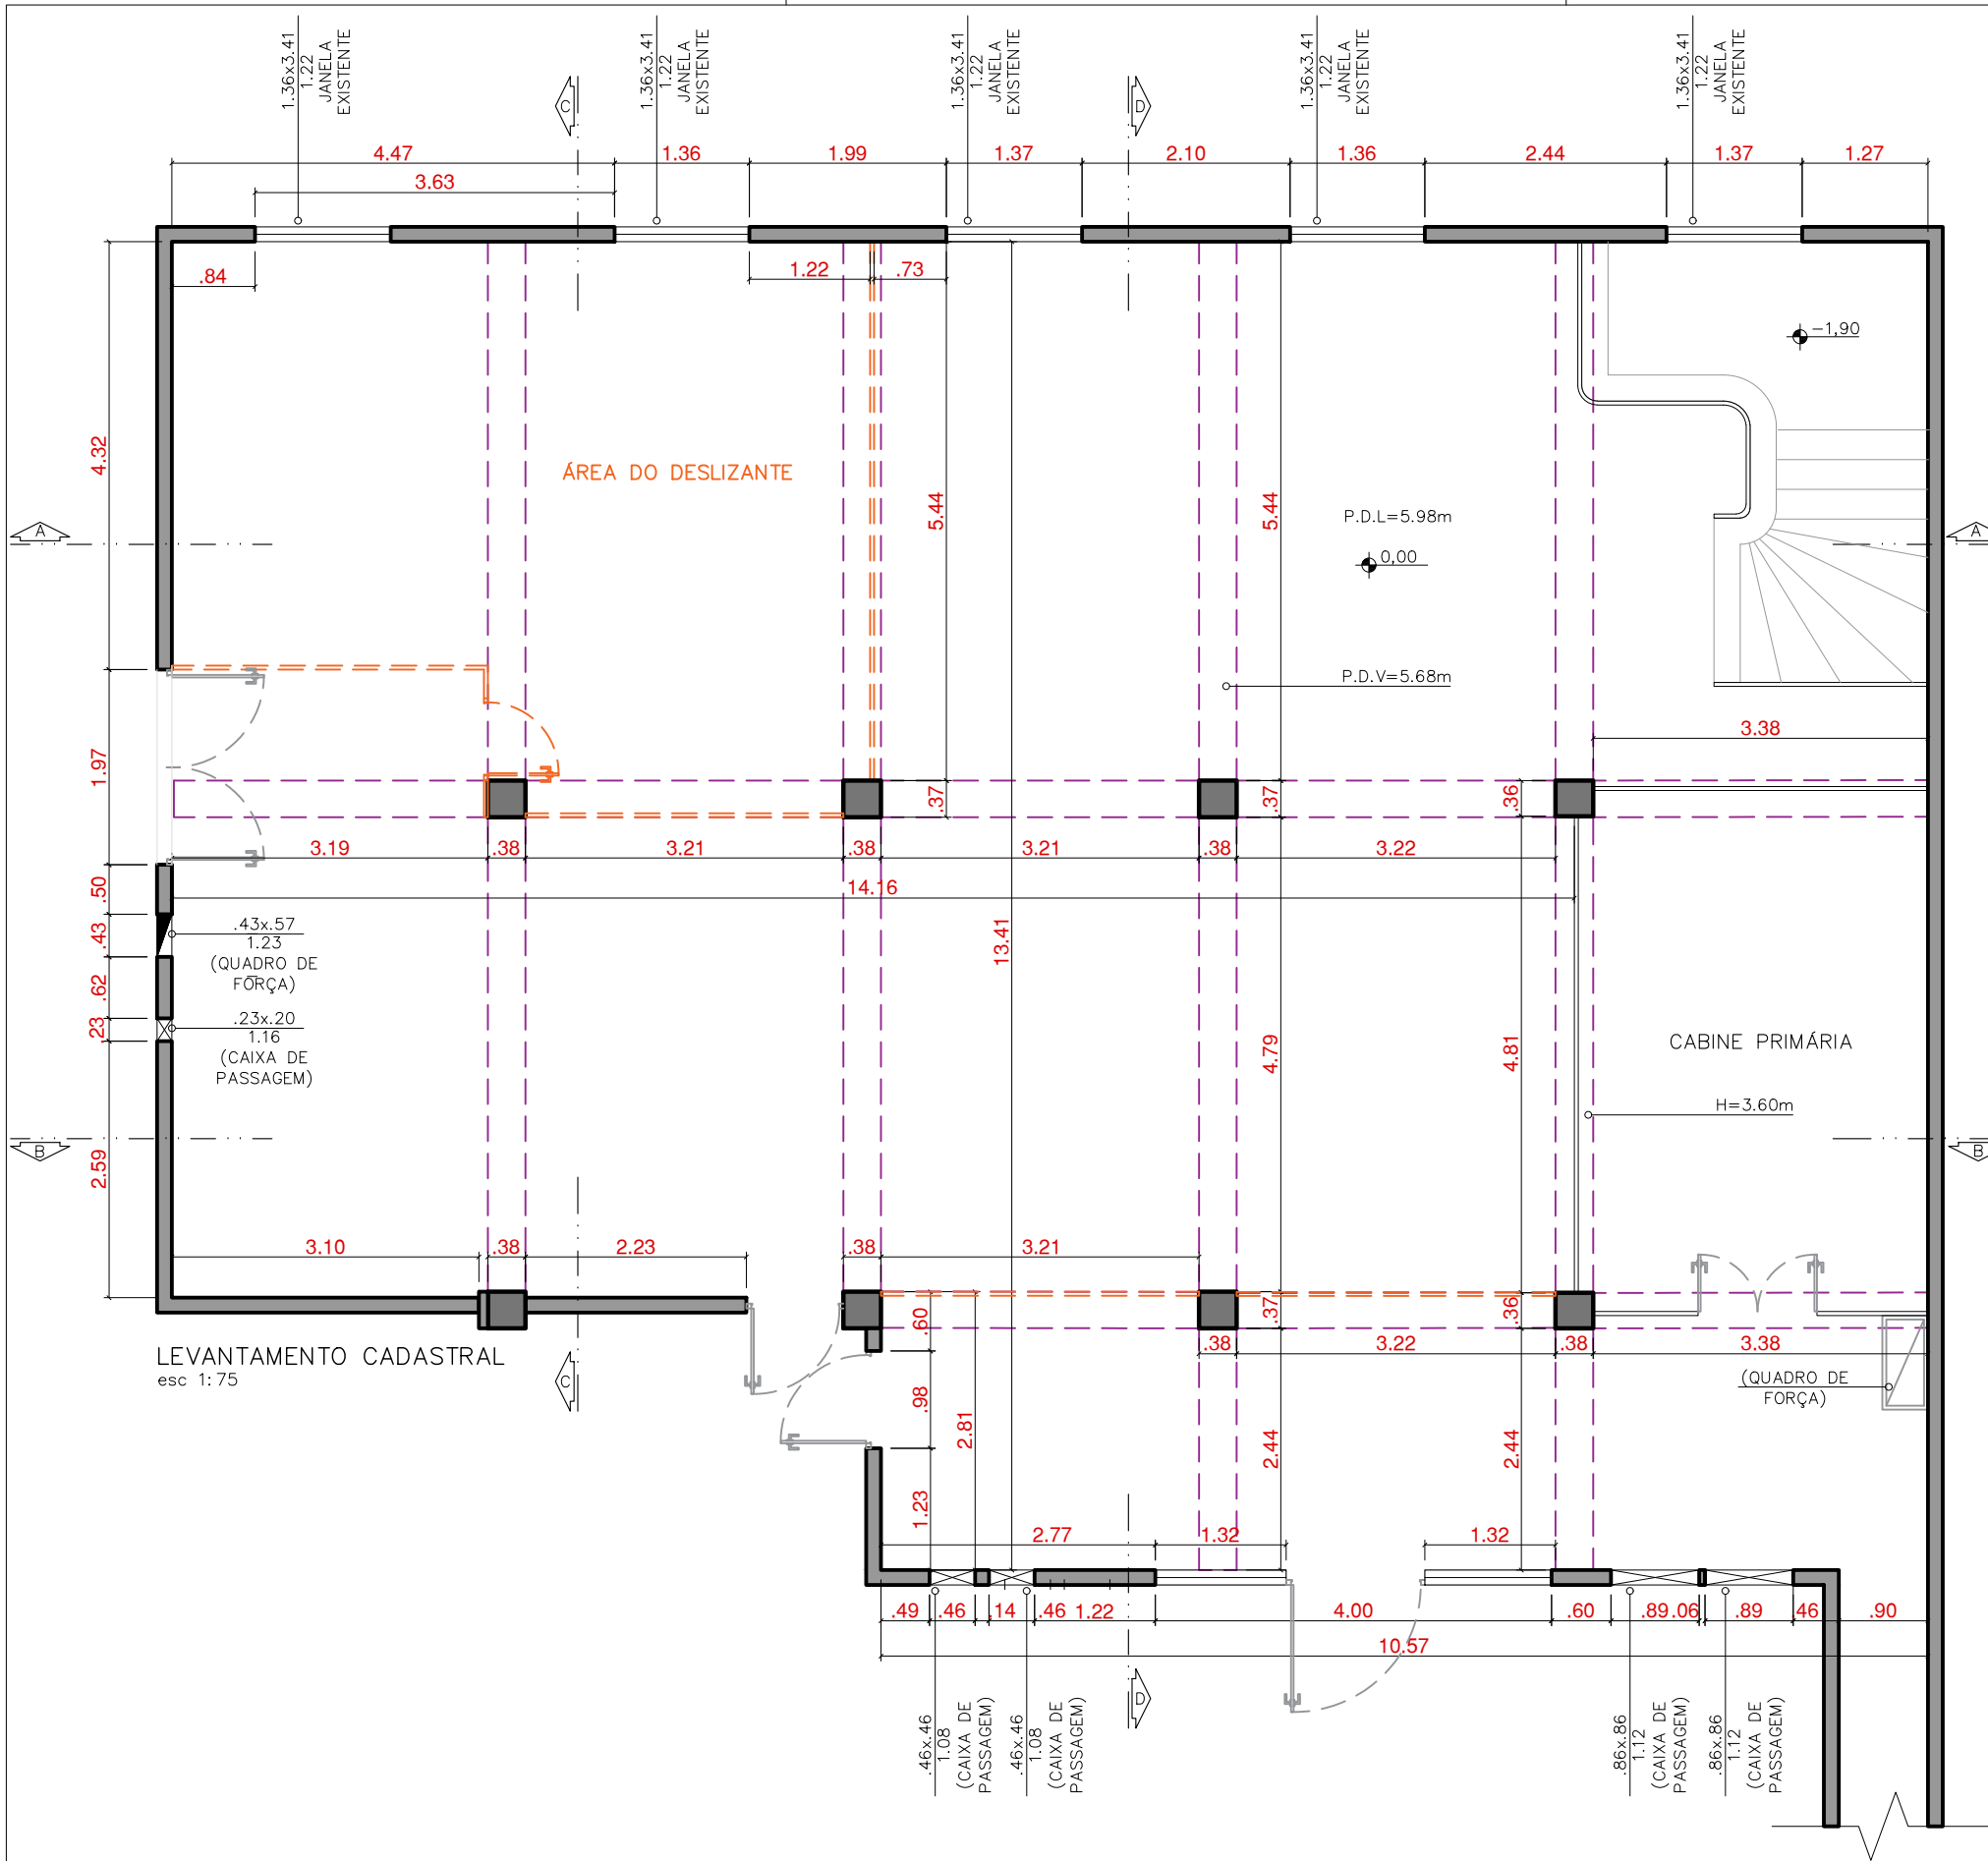 1.36x3.41
1.22
JANELA
EXISTENTE
1.36x3.41
1.22
JANELA
EXISTENTE
1.36x3.41
1.22
JANELA
EXISTENTE
1.36x3.41
1.22
JANELA
EXISTENTE
1.36x3.41
1.22
JANELA
EXISTENTE
C
D
4.47
1.36
1.99
1.37
2.10
1.36
2.44
1.37
1.27
3.63
.84
1.22
.73
-1,90
4.32
ÁREA DO DESLIZANTE
5.44
5.44
P.D.L=5.98m
A
A
0,00
P.D.V=5.68m
3.38
1.97
.37
.37
.36
3.19
.38
3.21
.38
3.21
.38
3.22
14.16
.50
.43
.62
.23
.43x.57
1.23
(QUADRO DE
FORÇA)
13.41
.23x.20
1.16
(CAIXA DE
PASSAGEM)
4.79
4.81
CABINE PRIMÁRIA
H=3.60m
B
B
2.59
3.10
.38
2.23
.38
3.21
.60
.37
.36
.38
3.22
.38
3.38
LEVANTAMENTO CADASTRAL
esc 1:75
C
(QUADRO DE
FORÇA)
.98
2.81
2.44
2.44
1.23
2.77
1.32
1.32
.49
.46
.14
.46
1.22
4.00
.60
.89
.06
.89
.46
.90
10.57
D
.46x.46
1.08
(CAIXA DE
PASSAGEM)
.46x.46
1.08
(CAIXA DE
PASSAGEM)
.86x.86
1.12
(CAIXA DE
PASSAGEM)
.86x.86
1.12
(CAIXA DE
PASSAGEM)